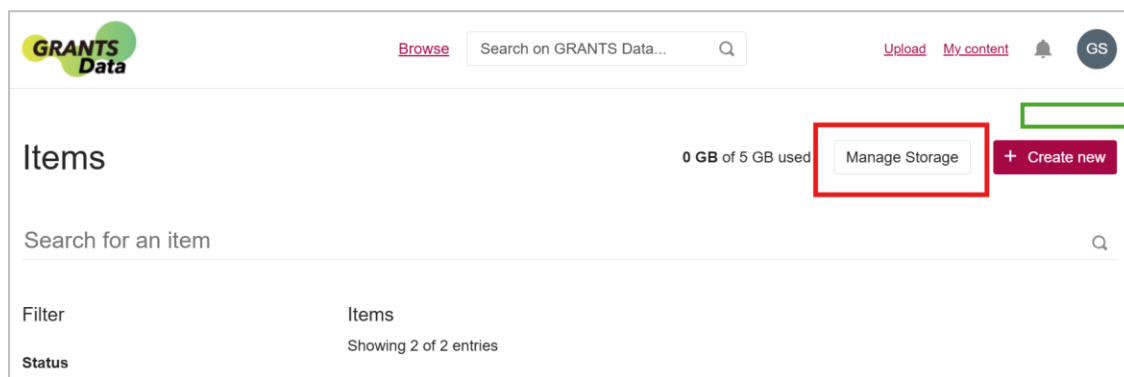 GRANTS
Data
Browse
Search on GRANTS Data...
Upload
My content
GS
Items
0 GB of 5 GB used
Manage Storage
+ Create new
Search for an item
Filter
Items
Showing 2 of 2 entries
Status